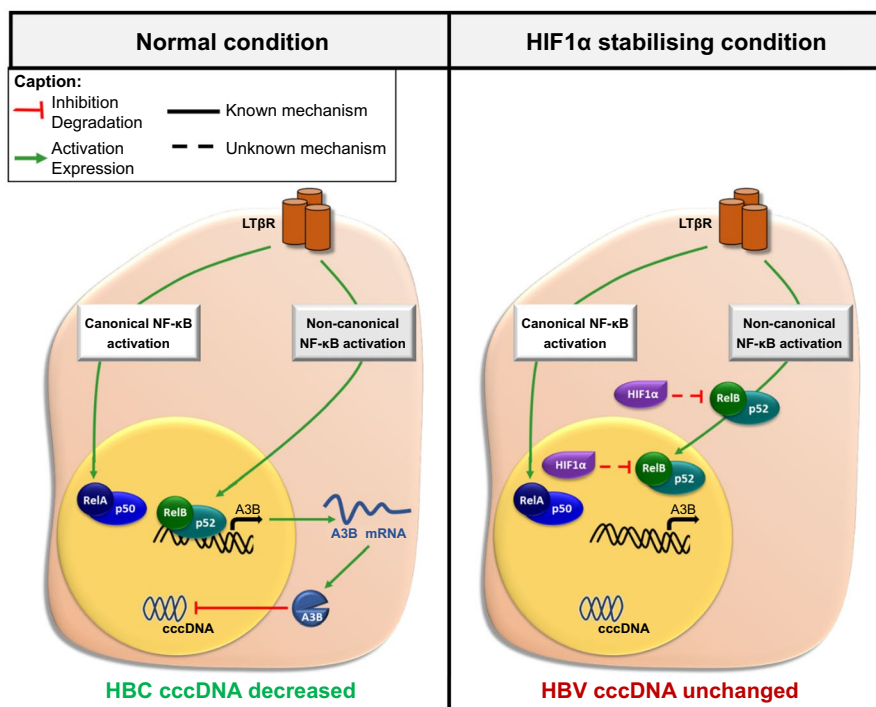 Normal condition
HIF1α stabilising condition
Caption:
Inhibition
Degradation
Known mechanism
Activation
Expression
Unknown mechanism
LTβR
Canonical NF-κB
activation
Non-canonical
NF-κB activation
RelA
p50
RelB
p52
A3B
A3B mRNA
A3B
cccDNA
HBC cccDNA decreased
LTβR
Canonical NF-κB
activation
Non-canonical
NF-κB activation
HIF1α
RelB
p52
HIF1α
RelB
p52
RelA
p50
A3B
cccDNA
HBV cccDNA unchanged